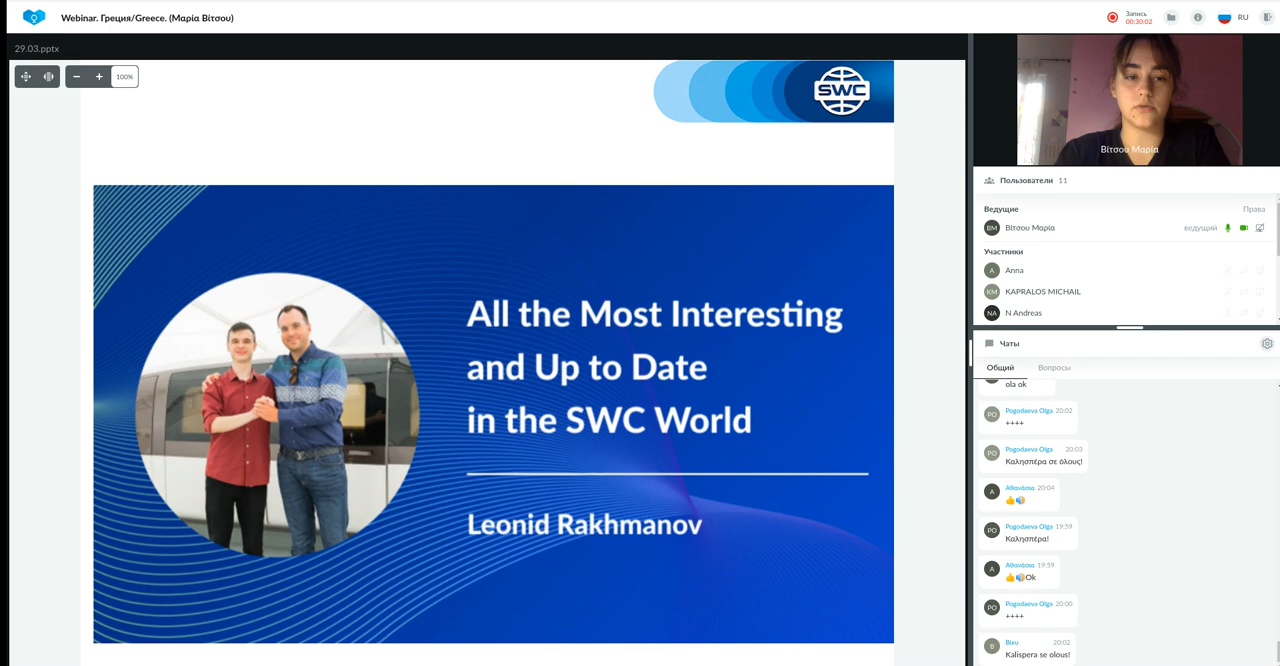 Webinar. Греция/Greece. (Μαρία Βίτσου)
Запись
00:30:02
RU
29.03.pptx
100%
SWC
All the Most Interesting
and Up to Date
in the SWC World
Leonid Rakhmanov
Βίτσου Μαρία
Пользователи 11
Ведущие
Права
ΒΜ
Βίτσου Μαρία
ведущий
Участники
A
Anna
KM
KAPRALOS MICHAIL
NA
N Andreas
Чаты
Общий
Вопросы
ola ok
PO
Pogodaeva Olga 20:02
++++
PO
Pogodaeva Olga 20:03
Καλησπέρα σε όλους!
Α
Αθανάσια 20:04
👍
PO
Pogodaeva Olga 19:59
Καλησπέρα!
Α
Αθανάσια 19:59
👍Ok
PO
Pogodaeva Olga 20:00
++++
B
20:02
Kalispera se olous!